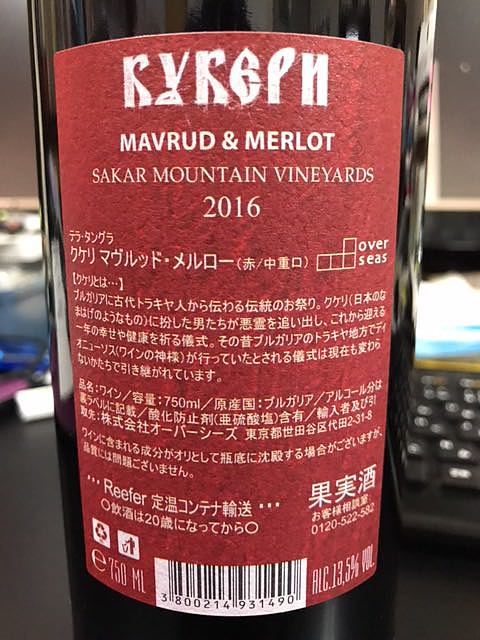 КУКЕРИ
MAVRUD & MERLOT
SAKAR MOUNTAIN VINEYARDS
2016
テラ・タングラ
クケリ マヴルッド・メルロー(赤/中重口)
over
seas
【クケリとは…】
ブルガリアに古代トラキヤ人から伝わる伝統のお祭り。クケリ(日本のな
まはげのようなもの)に扮した男たちが悪霊を追い出し、これから迎える
一年の幸せや健康を祈る儀式。その昔ブルガリアのトラキヤ地方でディ
オニューソス(ワインの神様)が行っていたとされる儀式は現在も変わら
ないかたちで引き継がれています。
品名:ワイン/容量:750ml/原産国:ブルガリア/アルコール分は
裏ラベルに記載/酸化防止剤(亜硫酸塩)含有/輸入者及び引
取先:株式会社オーバーシーズ 東京都世田谷区代田2-31-8
ワインに含まれる成分がオリとして瓶底に沈殿する場合がございますが、
品質には問題ございません。
… Reefer 定温コンテナ輸送 …
○飲酒は20歳になってから○
果実酒
お客様相談室:
0120-522-582
e 750 ML
3 800214 931490
ALC.13,5% VOL.